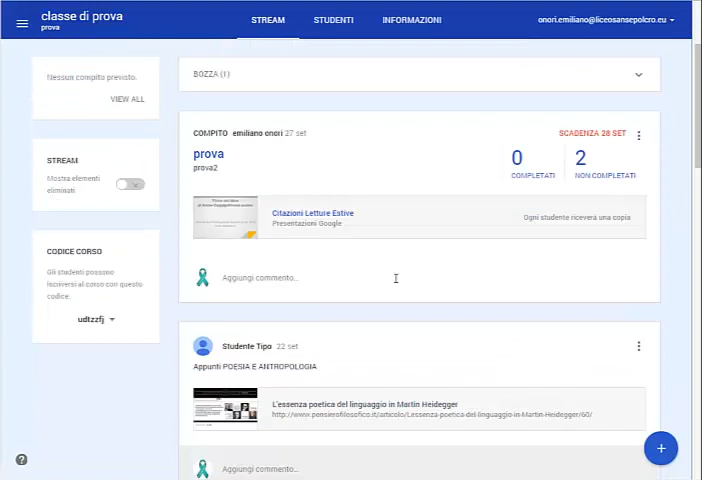 classe di prova
prova
STREAM
STUDENTI
INFORMAZIONI
onori.emiliano@liceosansepolcro.eu
Nessun compito previsto.
VIEW ALL
STREAM
Mostra elementi
eliminati
CODICE CORSO
Gli studenti possono
iscriversi al corso con questo
codice:
udtzzfj
BOZZA (1)
COMPITO emiliano onori 27 set
SCADENZA 28 SET
prova
prova2
0
COMPLETATI
2
NON COMPLETATI
Citazioni Letture Estive
Presentazioni Google
Ogni studente riceverà una copia
Aggiungi commento...
Studente Tipo 22 set
Appunti POESIA E ANTROPOLOGIA
L'essenza poetica del linguaggio in Martin Heidegger
http://www.pensierofilosofico.it/articolo/Lessenza-poetica-del-linguaggio-in-Martin-Heidegger/60/
Aggiungi commento...